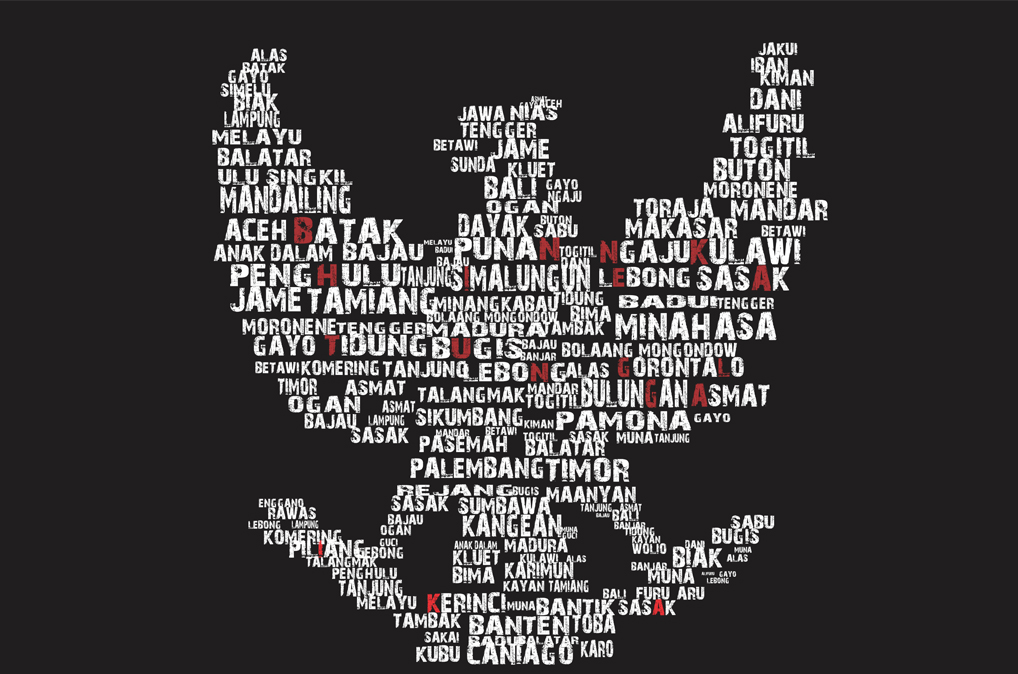 ALAS JAKUI
BATAK IBAN
GAYO KIMAN
SIMELU
BIAK DANI
LAMPUNG JAWA NIAS ACEH
MELAYU TENGGER ALIFURU
BETAWI JAME TOGITIL
BALATAR SUNDA KLUET BUTON
ULU SINGKIL BALI GAYO MORONENE
MANDAILING NGAJU
OGAN TORAJA MANDAR
ACEH BATAK DAYAK BUTON SABU MAKASAR BETAWI
ANAK DALAM BAJAU MELAYU BADUI PUNAN TOGITIL NGAJU KULAWI
PENGHULU TANJUNG BAJAU SIMALUNGUN DANI LEBONG SASAK
JAME TAMIANG MINANGKABAU TIDUNG BADUI TENGGER
BOLAANG MONGONDOW BIMA
MORONENE TENGGER MADURA TAMBAK MINAHASA
GAYO TIDUNG BUGIS BAJAU BANJAR BOLAANG MONGONDOW
BETAWI KOMERING TANJUNG LEBONG ALAS GORONTALO
TIMOR ASMAT TALANGMAK MANDAR TOGITIL BULUNGAN ASMAT
OGAN ASMAT
BAJAU LAMPUNG SIKUMBANG KIMAN PAMONA GAYO
SASAK MANDAR BETAWI TOGITIL SASAK MUNA TANJUNG
PASEMAH BALATAR
PALEMBANG TIMOR
REJANG BUGIS MAANYAN
ENGGANO SASAK SUMBAWA TANJUNG ASMAT
RAWAS BAJAU BALI SABU
LEBONG LAMPUNG OGAN KANGEAN MUNA GUCI BANJAR TIDUNG BUGIS
KOMERING GUCI KAYAN
PILIANG LEBONG ANAK DALAM MADURA WOLIO DANI MUNA
TALANGMAK KLUET KULAWI ALAS BIAK ALAS
PENGHULU BIMA KARIMUN BANJAR MUNA ALIFURU GAYO LEBONG
TANJUNG KAYAN TAMIANG BALI FURU ARU
MELAYU KERINCI MUNA BANTIK SASAK
TAMBAK BANTEN TOBA
SAKAI BADUI BALATAR
KUBU CANIAGO KARO